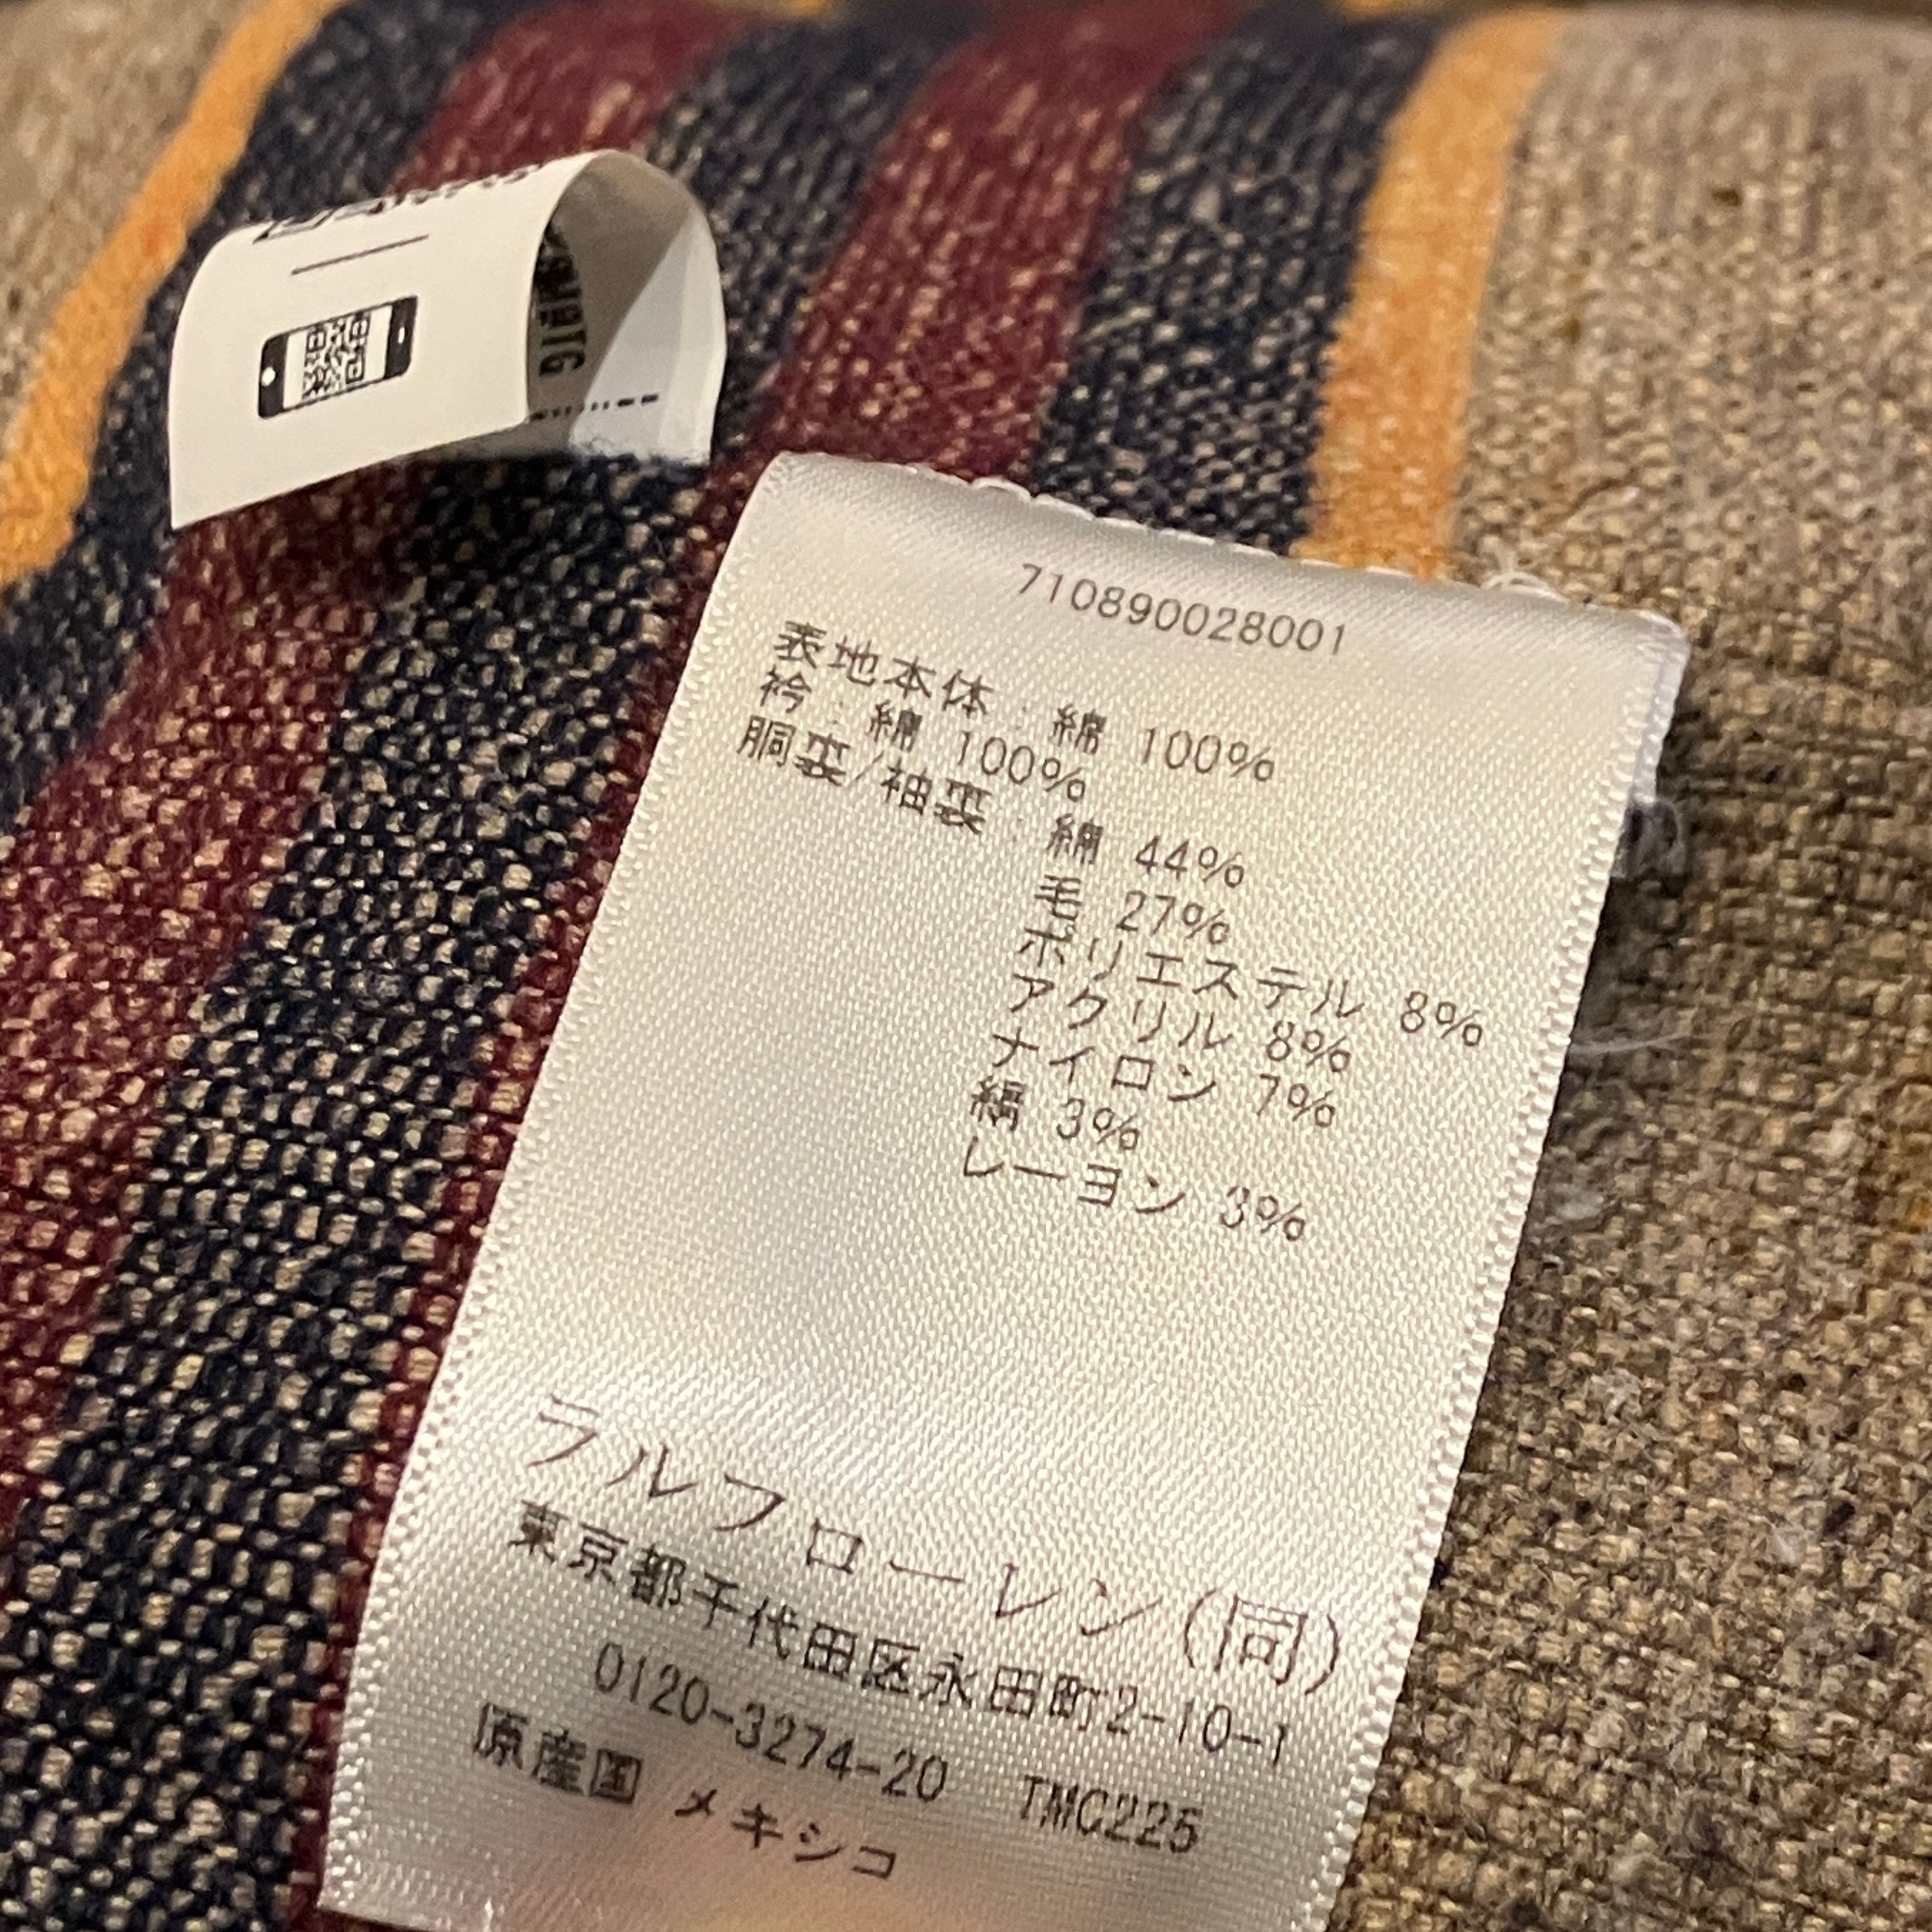 710890028001
表地本体:綿 100%
衿:綿 100%
胴裏/袖裏:綿 44%
毛 27%
ポリエステル 8%
アクリル 8%
ナイロン 7%
絹 3%
レーヨン 3%
ラルフローレン(同)
東京都千代田区永田町2-10-1
0120-3274-20 TMC225
原産国 メキシコ